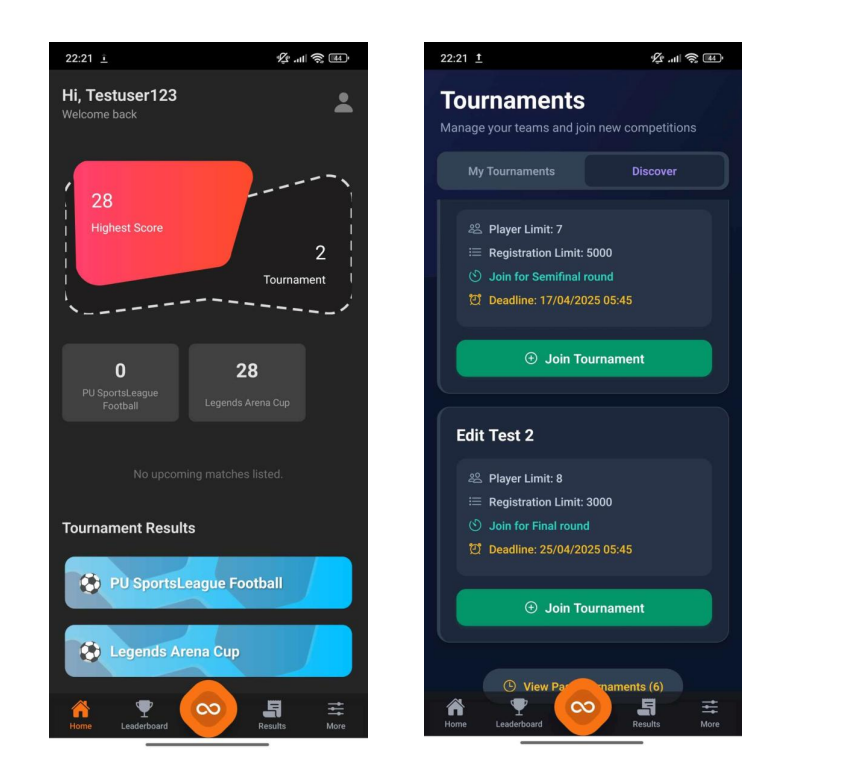 22:21
44
Hi, Testuser123
Welcome back
28
Highest Score
2
Tournament
0
PU SportsLeague
Football
28
Legends Arena Cup
No upcoming matches listed.
Tournament Results
PU SportsLeague Football
Legends Arena Cup
Home
Leaderboard
Results
More
22:21
44
Tournaments
Manage your teams and join new competitions
My Tournaments
Discover
Player Limit: 7
Registration Limit: 5000
Join for Semifinal round
Deadline: 17/04/2025 05:45
Join Tournament
Edit Test 2
Player Limit: 8
Registration Limit: 3000
Join for Final round
Deadline: 25/04/2025 05:45
Join Tournament
View Pas naments (6)
Home
Leaderboard
Results
More